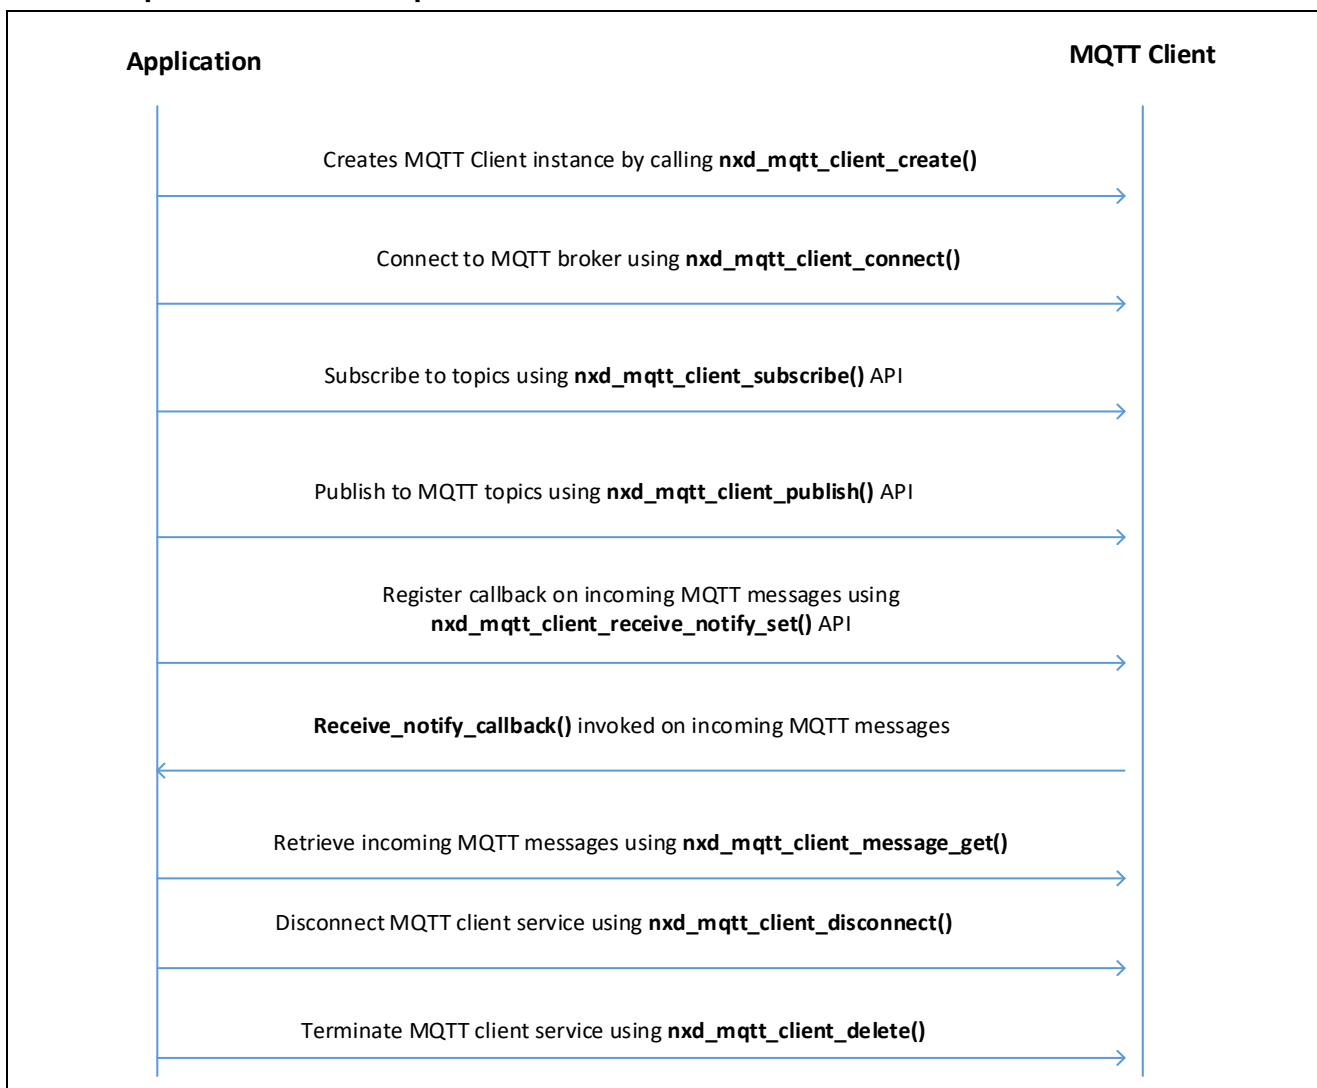 Application
MQTT Client
Creates MQTT Client instance by calling nxd_mqtt_client_create()
Connect to MQTT broker using nxd_mqtt_client_connect()
Subscribe to topics using nxd_mqtt_client_subscribe() API
Publish to MQTT topics using nxd_mqtt_client_publish() API
Register callback on incoming MQTT messages using
nxd_mqtt_client_receive_notify_set() API
Receive_notify_callback() invoked on incoming MQTT messages
Retrieve incoming MQTT messages using nxd_mqtt_client_message_get()
Disconnect MQTT client service using nxd_mqtt_client_disconnect()
Terminate MQTT client service using nxd_mqtt_client_delete()